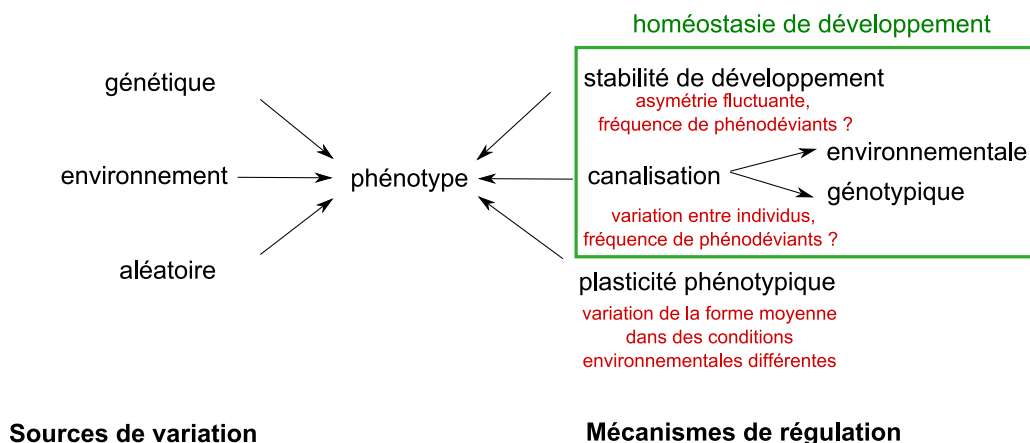 homéostasie de développement
génétique
environnement
aléatoire
phénotype
stabilité de développement
asymétrie fluctuante,
fréquence de phénodéviants ?
canalisation
environnementale
génotypique
variation entre individus,
fréquence de phénodéviants ?
plasticité phénotypique
variation de la forme moyenne
dans des conditions
environnementales différentes
Sources de variation
Mécanismes de régulation